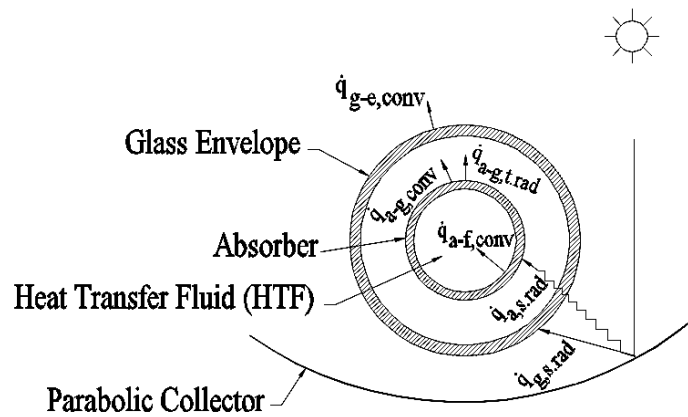 q̇g-e,conv
Glass Envelope
q̇a-g,t.rad
q̇a-g,conv
Absorber
q̇a-f,conv
Heat Transfer Fluid (HTF)
q̇a,s.rad
q̇g,s.rad
Parabolic Collector